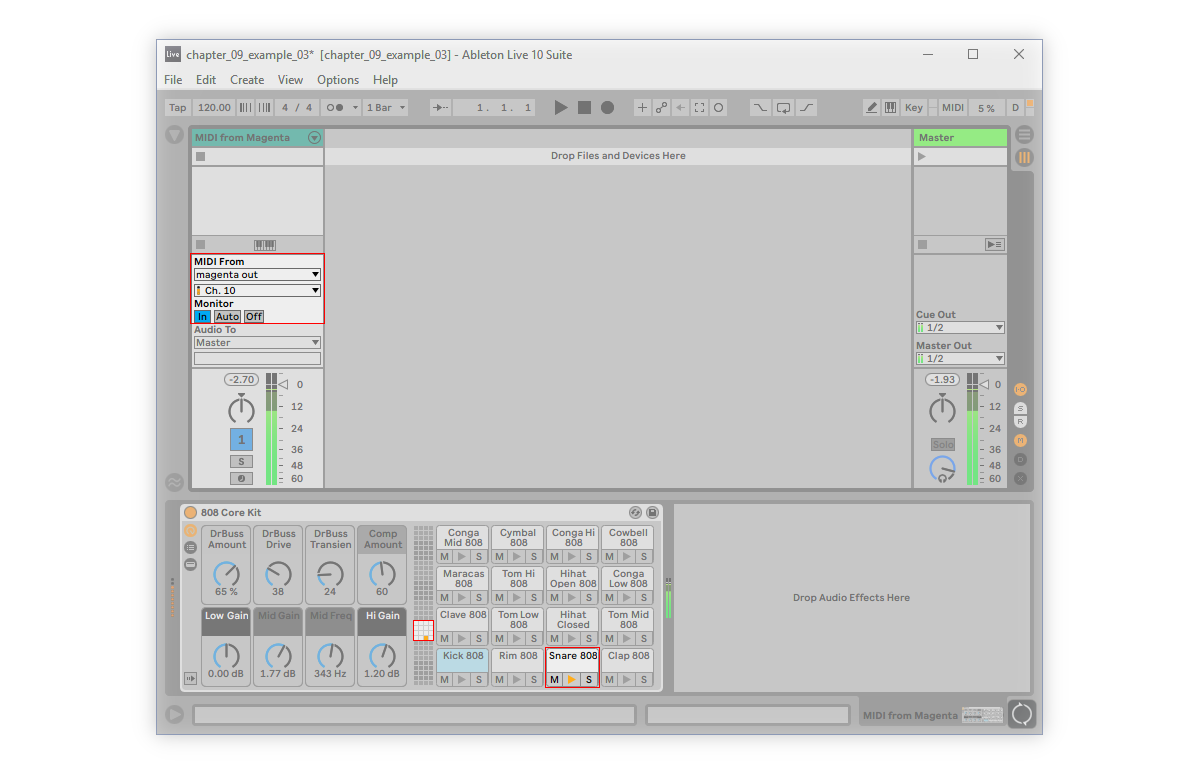 Live chapter_09_example_03* [chapter_09_example_03] - Ableton Live 10 Suite
File Edit Create View Options Help
Tap 120.00 4 / 4 1 Bar 1. 1. 1 Key MIDI 5 % D
MIDI from Magenta
Master
Drop Files and Devices Here
MIDI From
magenta out
Ch. 10
Monitor
In Auto Off
Audio To
Master
Cue Out
1/2
Master Out
1/2
-2.70
0
12
24
36
48
60
1
S
-1.93
0
12
24
36
48
60
Solo
I·O
S
R
M
D
X
808 Core Kit
DrBuss Amount
65 %
DrBuss Drive
38
DrBuss Transien
24
Comp Amount
60
Low Gain
0.00 dB
Mid Gain
1.77 dB
Mid Freq
343 Hz
Hi Gain
1.20 dB
Conga Mid 808
Cymbal 808
Conga Hi 808
Cowbell 808
M S M S M S M S
Maracas 808
Tom Hi 808
Hihat Open 808
Conga Low 808
M S M S M S M S
Clave 808
Tom Low 808
Hihat Closed
Tom Mid 808
M S M S M S M S
Kick 808
Rim 808
Snare 808
Clap 808
M S M S M S M S
Drop Audio Effects Here
MIDI from Magenta